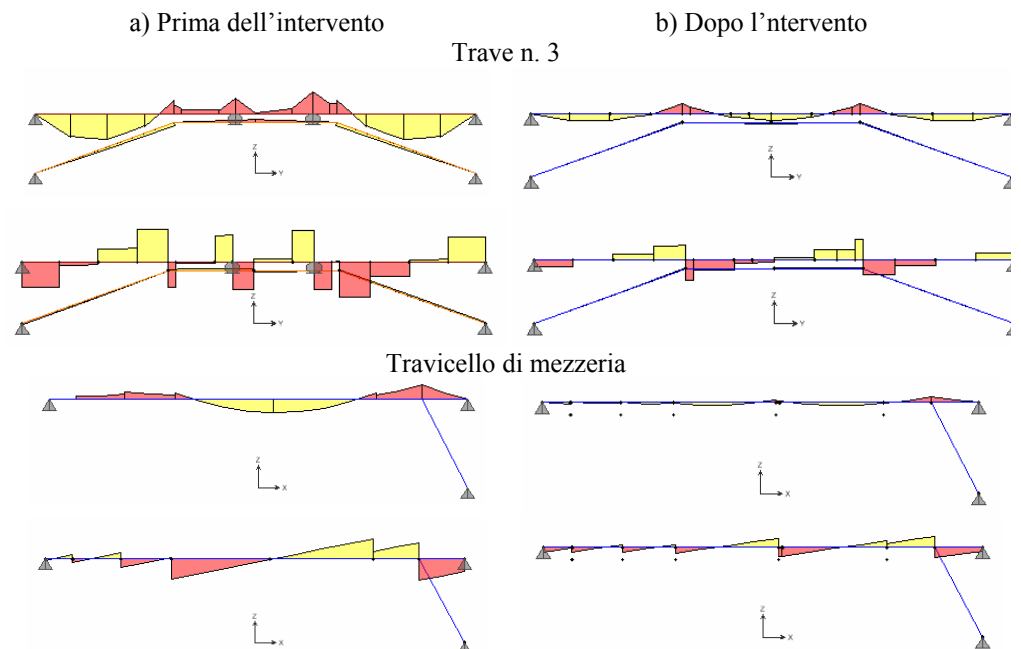 a) Prima dell’intervento
b) Dopo l’ntervento
Trave n. 3
Z
Y
Z
Y
Z
Y
Z
Y
Travicello di mezzeria
Z
X
Z
X
Z
X
Z
X